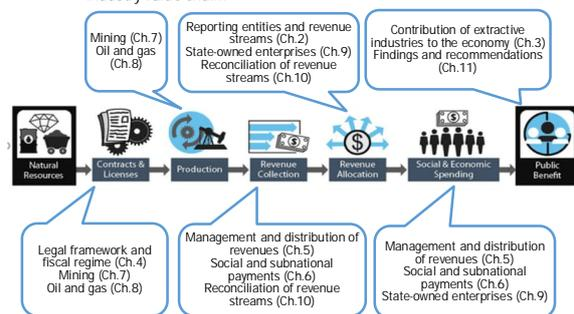 Mining (Ch.7)
Oil and gas
(Ch.8)
Reporting entities and revenue
streams (Ch.2)
State-owned enterprises (Ch.9)
Reconciliation of revenue
streams (Ch.10)
Contribution of extractive
industries to the economy (Ch.3)
Findings and recommendations
(Ch.11)
Natural
Resources
Contracts &
Licenses
Production
Revenue
Collection
Revenue
Allocation
Social & Economic
Spending
Public
Benefit
Legal framework and
fiscal regime (Ch.4)
Mining (Ch.7)
Oil and gas (Ch.8)
Management and distribution of
revenues (Ch.5)
Social and subnational
payments (Ch.6)
Reconciliation of revenue
streams (Ch.10)
Management and distribution
of revenues (Ch.5)
Social and subnational
payments (Ch.6)
State-owned enterprises (Ch.9)